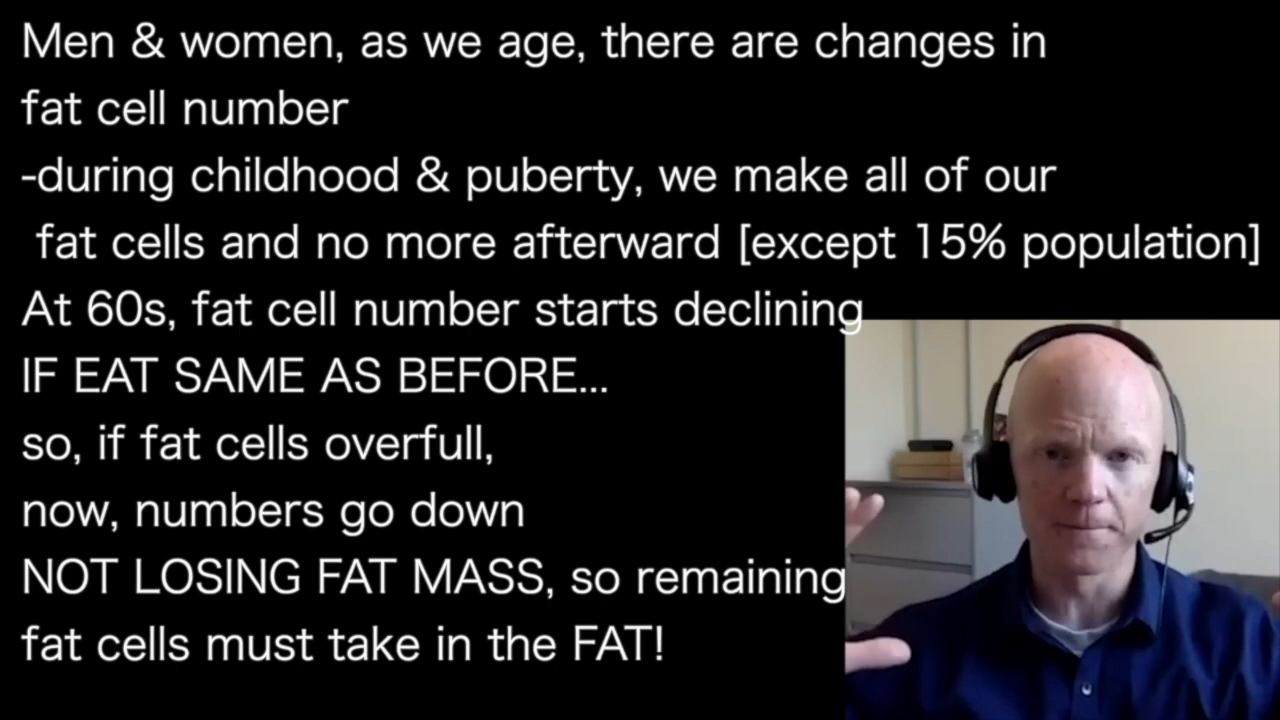 Men & women, as we age, there are changes in
fat cell number
-during childhood & puberty, we make all of our
fat cells and no more afterward [except 15% population]
At 60s, fat cell number starts declining
IF EAT SAME AS BEFORE...
so, if fat cells overfull,
now, numbers go down
NOT LOSING FAT MASS, so remaining
fat cells must take in the FAT!